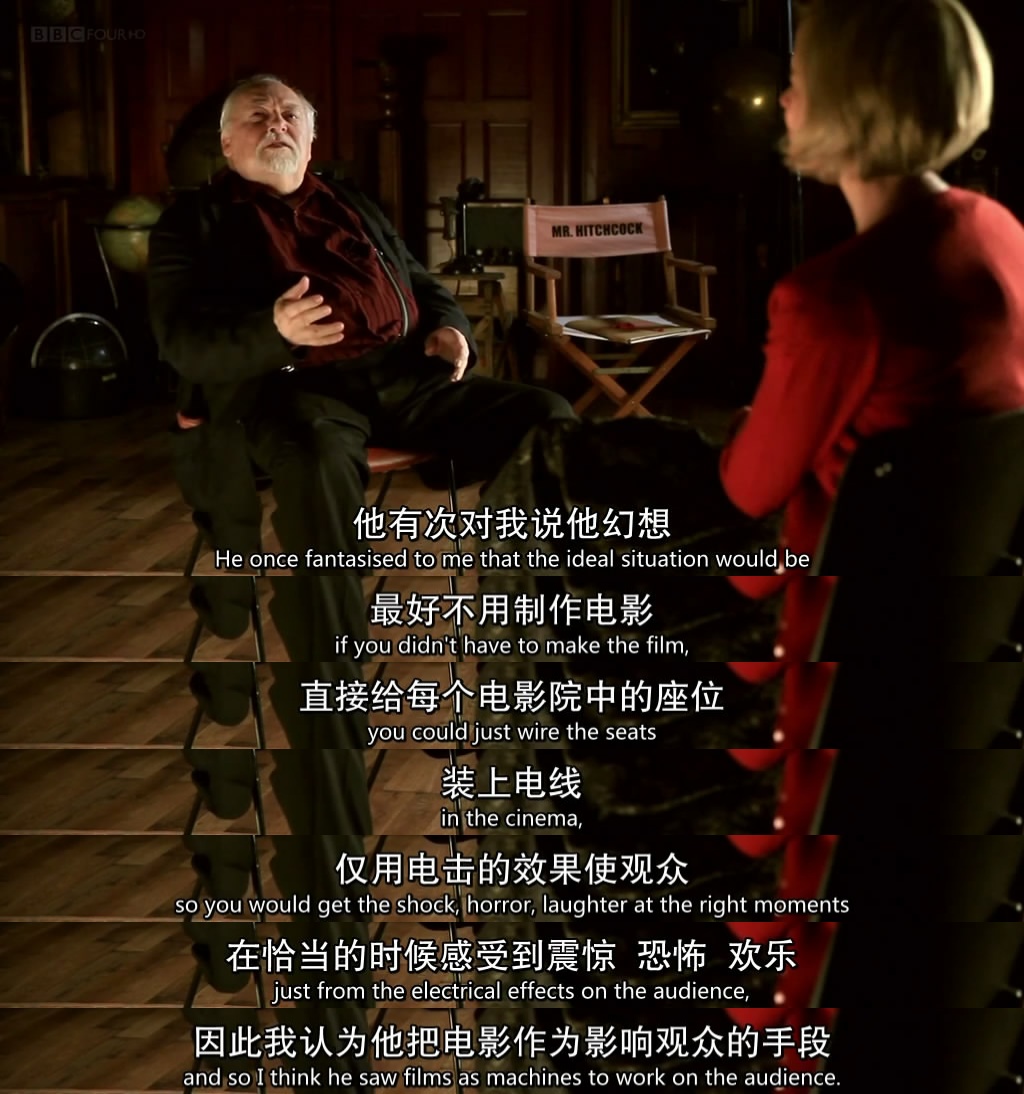 BBC FOUR HD
MR. HITCHCOCK
他有次对我说他幻想
He once fantasised to me that the ideal situation would be
最好不用制作电影
if you didn't have to make the film,
直接给每个电影院中的座位
you could just wire the seats
装上电线
in the cinema,
仅用电击的效果使观众
so you would get the shock, horror, laughter at the right moments
在恰当的时候感受到震惊 恐怖 欢乐
just from the electrical effects on the audience,
因此我认为他把电影作为影响观众的手段
and so I think he saw films as machines to work on the audience.